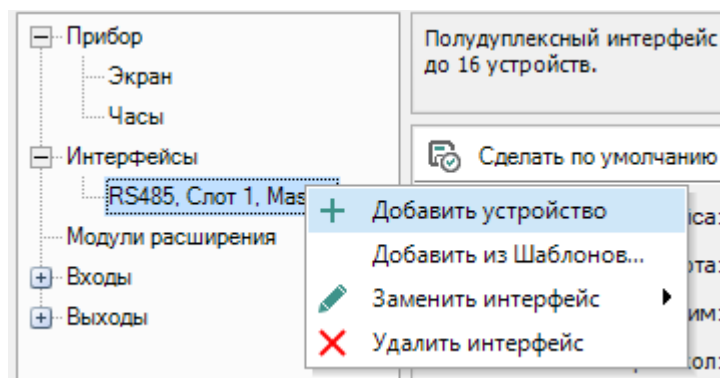 Прибор
Экран
Часы
Интерфейсы
RS485, Слот 1, Mas
Модули расширения
Входы
Выходы
Полудуплексный интерфейс
до 16 устройств.
Сделать по умолчанию
Добавить устройство
Добавить из Шаблонов...
Заменить интерфейс
Удалить интерфейс